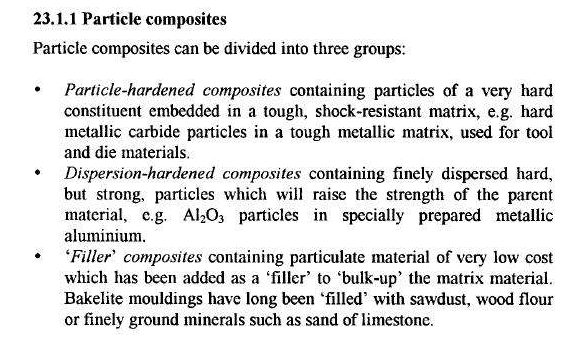 23.1.1 Particle composites
Particle composites can be divided into three groups:
• Particle-hardened composites containing particles of a very hard
constituent embedded in a tough, shock-resistant matrix, e.g. hard
metallic carbide particles in a tough metallic matrix, used for tool
and die materials.
• Dispersion-hardened composites containing finely dispersed hard,
but strong, particles which will raise the strength of the parent
material, e.g. Al₂O₃ particles in specially prepared metallic
aluminium.
• ‘Filler’ composites containing particulate material of very low cost
which has been added as a ‘filler’ to ‘bulk-up’ the matrix material.
Bakelite mouldings have long been ‘filled’ with sawdust, wood flour
or finely ground minerals such as sand of limestone.